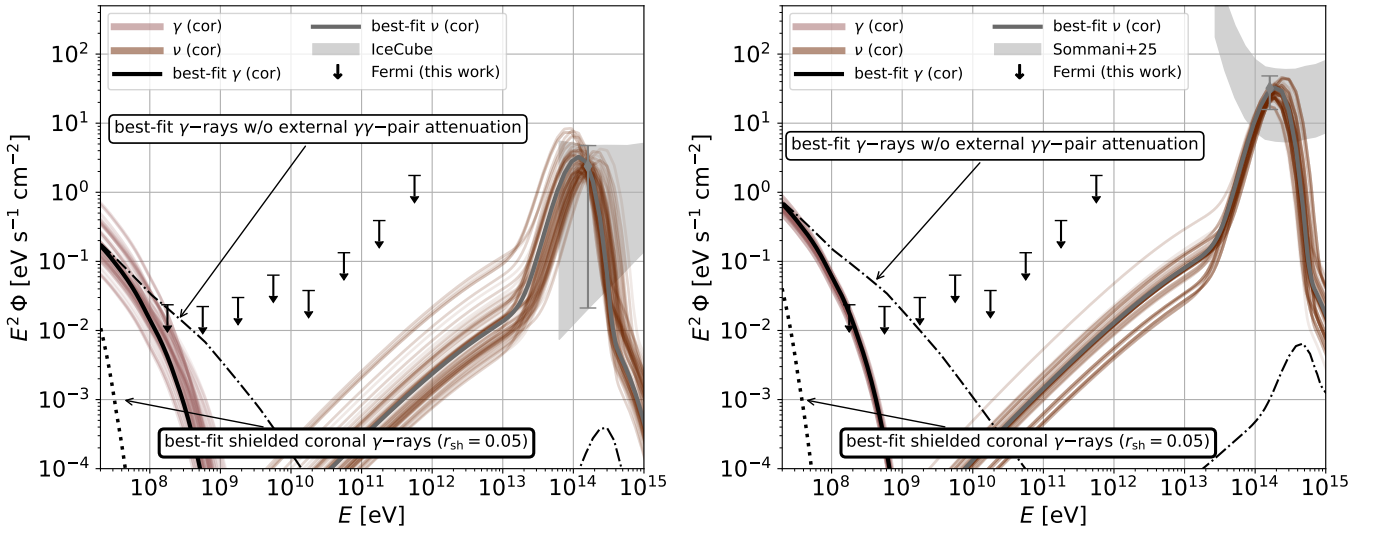 γ (cor)
ν (cor)
best-fit γ (cor)
best-fit ν (cor)
IceCube
Fermi (this work)
best-fit γ−rays w/o external γγ−pair attenuation
best-fit shielded coronal γ-rays (r_sh = 0.05)
E² Φ [eV s⁻¹ cm⁻²]
10²
10¹
10⁰
10⁻¹
10⁻²
10⁻³
10⁻⁴
10⁸ 10⁹ 10¹⁰ 10¹¹ 10¹² 10¹³ 10¹⁴ 10¹⁵
E [eV]
γ (cor)
ν (cor)
best-fit γ (cor)
best-fit ν (cor)
Sommani+25
Fermi (this work)
best-fit γ−rays w/o external γγ−pair attenuation
best-fit shielded coronal γ-rays (r_sh = 0.05)
E² Φ [eV s⁻¹ cm⁻²]
10²
10¹
10⁰
10⁻¹
10⁻²
10⁻³
10⁻⁴
10⁸ 10⁹ 10¹⁰ 10¹¹ 10¹² 10¹³ 10¹⁴ 10¹⁵
E [eV]